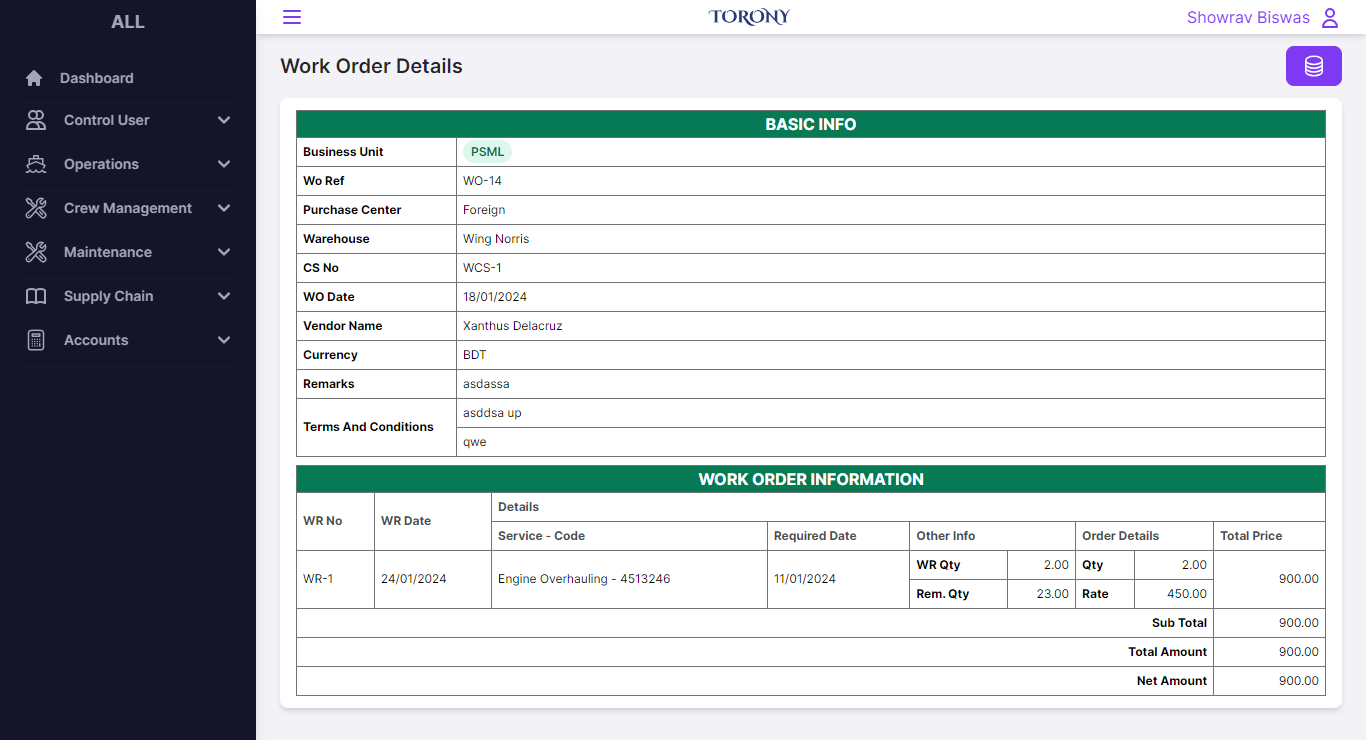 ALL
TORONY
Showrav Biswas
Dashboard
Control User
Operations
Crew Management
Maintenance
Supply Chain
Accounts
Work Order Details
BASIC INFO
Business Unit PSML
Wo Ref WO-14
Purchase Center Foreign
Warehouse Wing Norris
CS No WCS-1
WO Date 18/01/2024
Vendor Name Xanthus Delacruz
Currency BDT
Remarks asdassa
Terms And Conditions asddsa up
qwe
WORK ORDER INFORMATION
WR No WR Date Details
Service - Code Required Date Other Info Order Details Total Price
WR-1 24/01/2024 Engine Overhauling - 4513246 11/01/2024 WR Qty 2.00 Qty 2.00 900.00
Rem. Qty 23.00 Rate 450.00
Sub Total 900.00
Total Amount 900.00
Net Amount 900.00